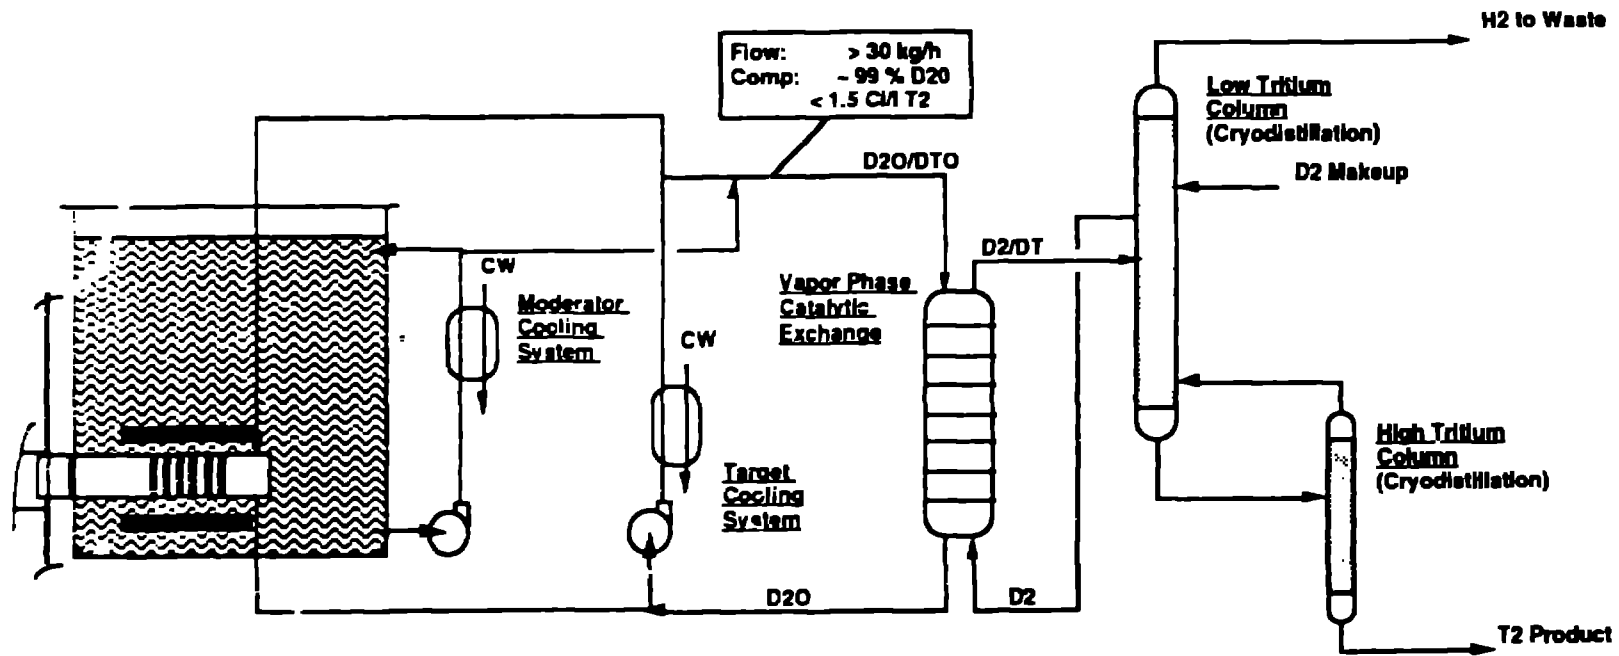 H2 to Waste
Flow: > 30 kg/h
Comp: ~ 99 % D20
< 1.5 Ci/l T2
Low Tritium
Column
(Cryodistillation)
D2O/DTO
D2 Makeup
D2/DT
CW
Vapor Phase
Catalytic
Exchange
Moderator
Cooling
System
CW
High Tritium
Column
(Cryodistillation)
Target
Cooling
System
D2O
D2
T2 Product